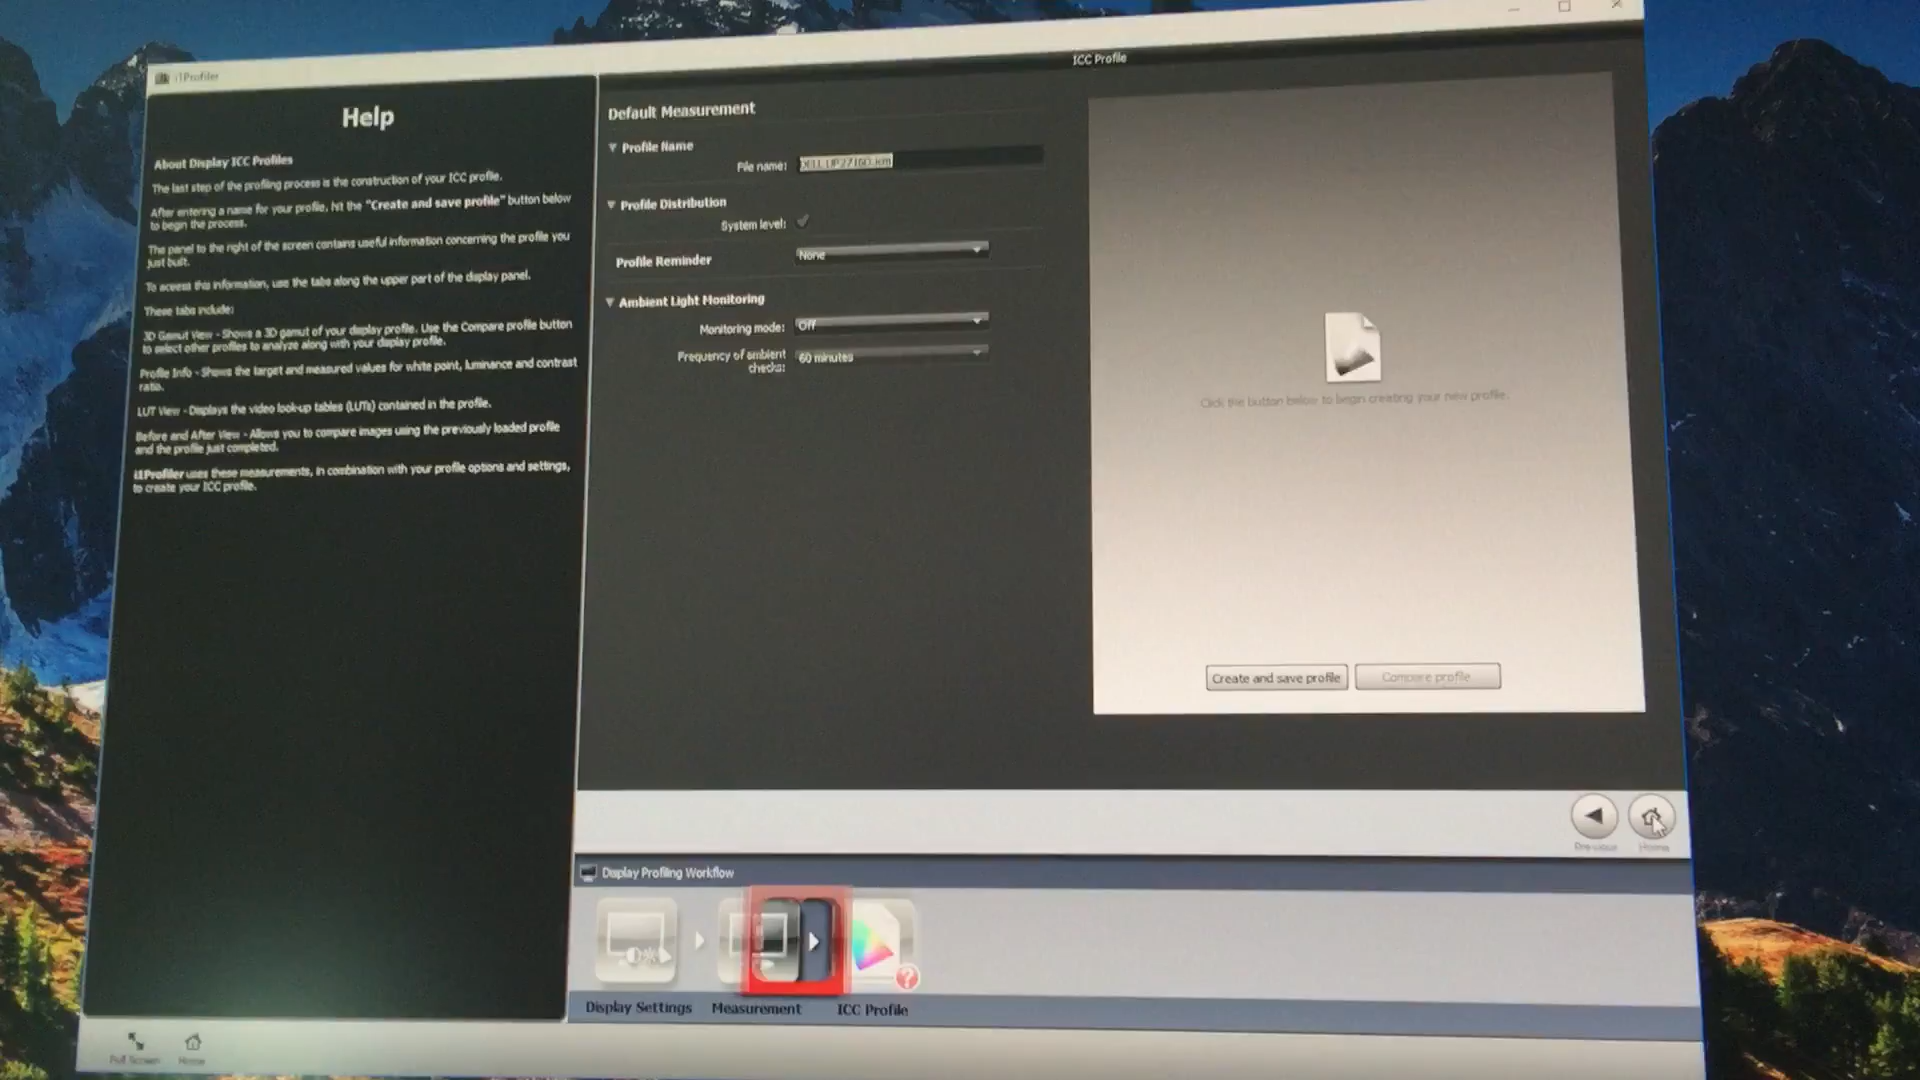 i1Profiler
Help
About Display ICC Profiles
The last step of the profiling process is the construction of your ICC profile.
After entering a name for your profile, hit the "Create and save profile" button below
to begin the process.
The panel to the right of the screen contains useful information concerning the profile you
just built.
To access this information, use the tabs along the upper part of the display panel.
These tabs include:
3D Gamut View - Shows a 3D gamut of your display profile. Use the Compare profile button
to select other profiles to analyze along with your display profile.
Profile Info - Shows the target and measured values for white point, luminance and contrast
ratio.
LUT View - Displays the video look-up tables (LUTs) contained in the profile.
Before and After View - Allows you to compare images using the previously loaded profile
and the profile just completed.
i1Profiler uses these measurements, in combination with your profile options and settings,
to create your ICC profile.
Full Screen
Home
ICC Profile
Default Measurement
Profile Name
File name:
Profile Distribution
System level:
Profile Reminder
None
Ambient Light Monitoring
Monitoring mode:
Off
Frequency of ambient
checks:
60 minutes
Click the button below to begin creating your new profile.
Create and save profile
Compare profile
Previous
Home
Display Profiling Workflow
?
Display Settings
Measurement
ICC Profile